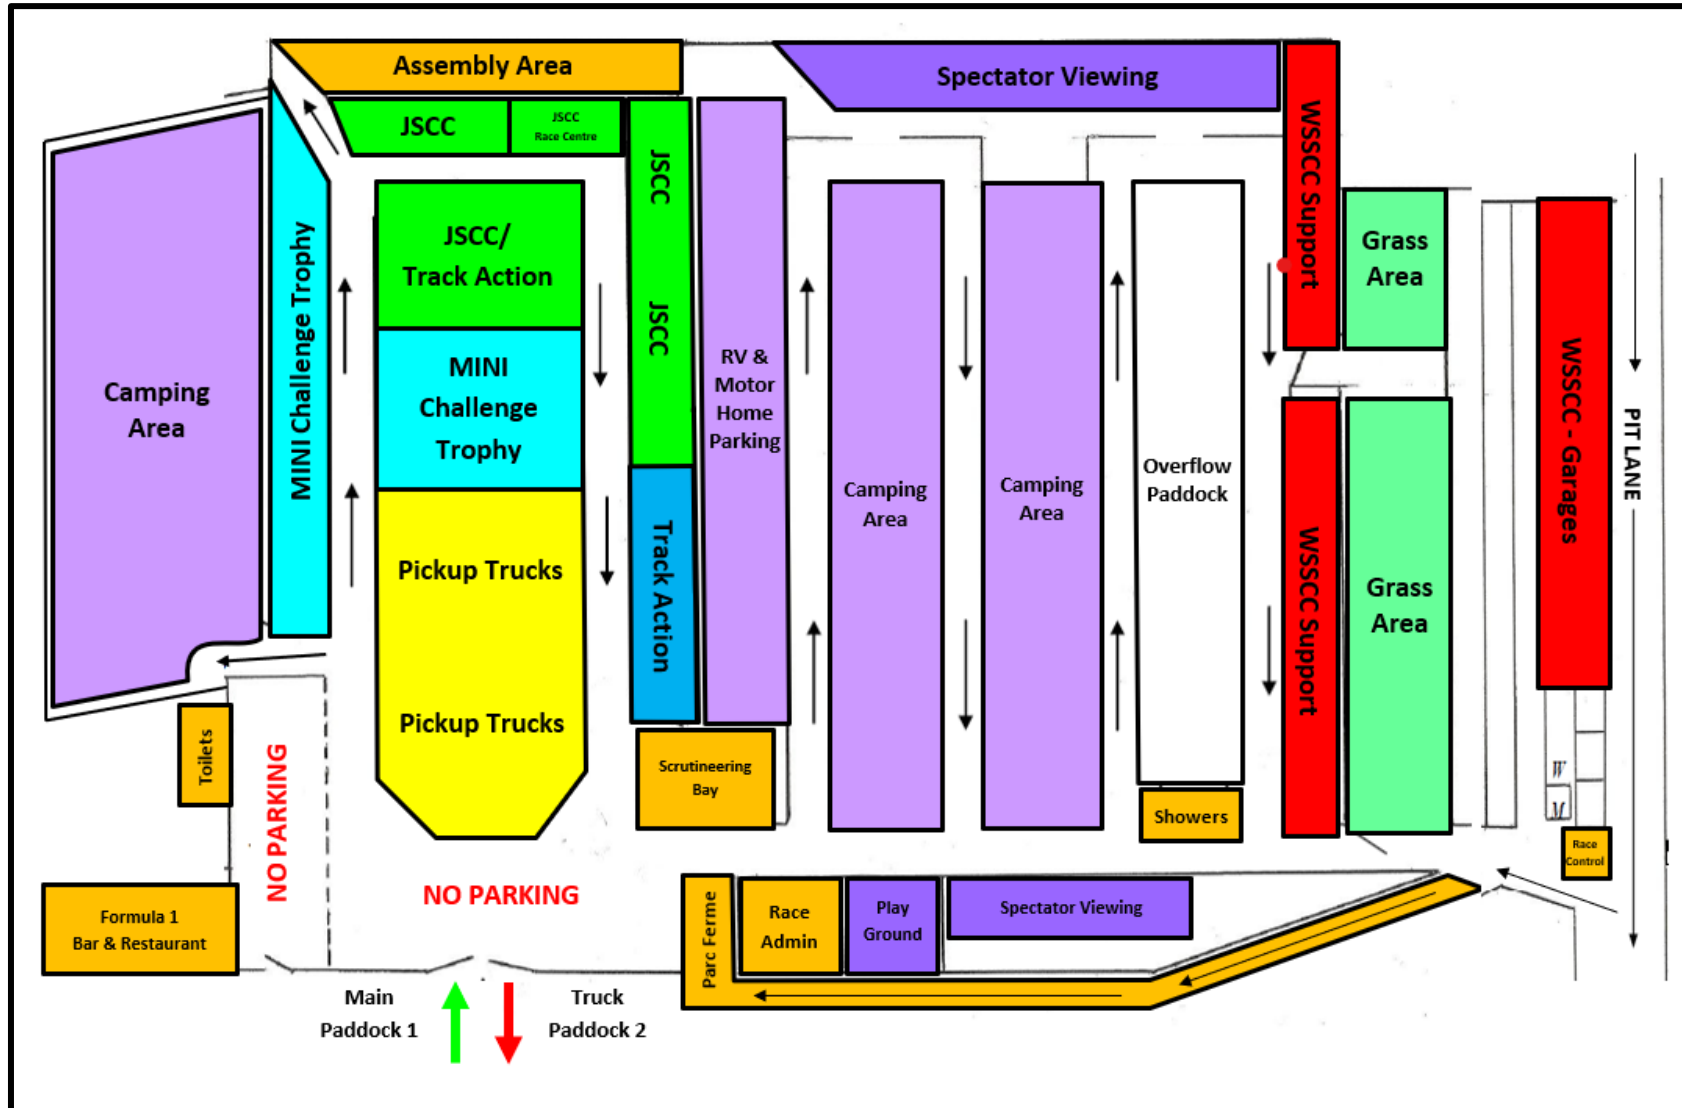 Assembly Area
Spectator Viewing
JSCC
JSCC
Race Centre
JSCC
JSCC
WSSCC Support
JSCC/
Track Action
Grass
Area
MINI Challenge Trophy
Camping
Area
MINI
Challenge
Trophy
RV &
Motor
Home
Parking
Camping
Area
Camping
Area
Overflow
Paddock
WSSCC - Garages
PIT LANE
Pickup Trucks
Pickup Trucks
Track Action
WSSCC Support
Grass
Area
Toilets
NO PARKING
Scrutineering
Bay
Showers
W
M
Race
Control
Formula 1
Bar & Restaurant
NO PARKING
Parc Ferme
Race
Admin
Play
Ground
Spectator Viewing
Main
Paddock 1
Truck
Paddock 2